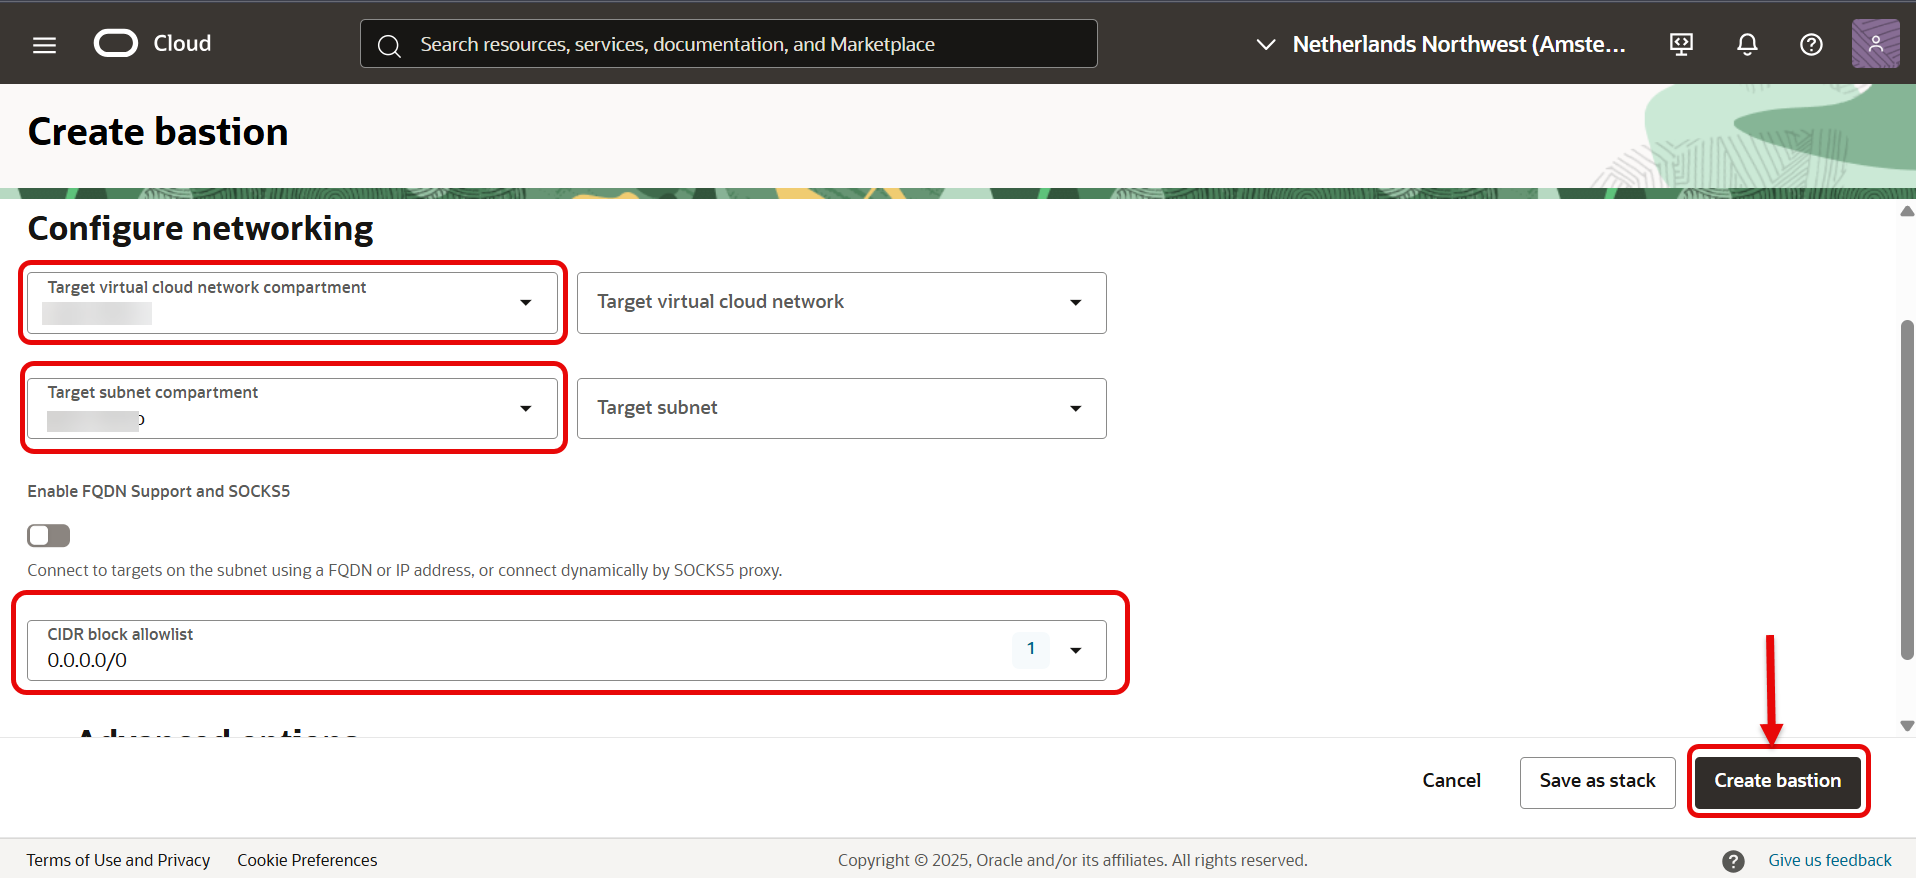 Cloud
Search resources, services, documentation, and Marketplace
Netherlands Northwest (Amste...
Create bastion
Configure networking
Target virtual cloud network compartment
Target virtual cloud network
Target subnet compartment
Target subnet
Enable FQDN Support and SOCKS5
Connect to targets on the subnet using a FQDN or IP address, or connect dynamically by SOCKS5 proxy.
CIDR block allowlist
0.0.0.0/0
1
Advanced options
Cancel
Save as stack
Create bastion
Terms of Use and Privacy
Cookie Preferences
Copyright © 2025, Oracle and/or its affiliates. All rights reserved.
Give us feedback